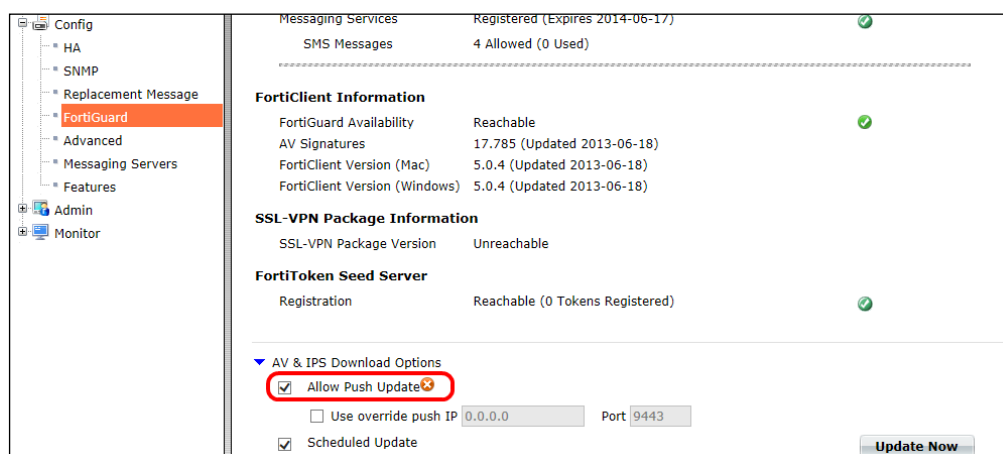 Config
HA
SNMP
Replacement Message
FortiGuard
Advanced
Messaging Servers
Features
Admin
Monitor
Messaging Services Registered (Expires 2014-06-17)
SMS Messages 4 Allowed (0 Used)
FortiClient Information
FortiGuard Availability Reachable
AV Signatures 17.785 (Updated 2013-06-18)
FortiClient Version (Mac) 5.0.4 (Updated 2013-06-18)
FortiClient Version (Windows) 5.0.4 (Updated 2013-06-18)
SSL-VPN Package Information
SSL-VPN Package Version Unreachable
FortiToken Seed Server
Registration Reachable (0 Tokens Registered)
AV & IPS Download Options
Allow Push Update
Use override push IP 0.0.0.0 Port 9443
Scheduled Update Update Now